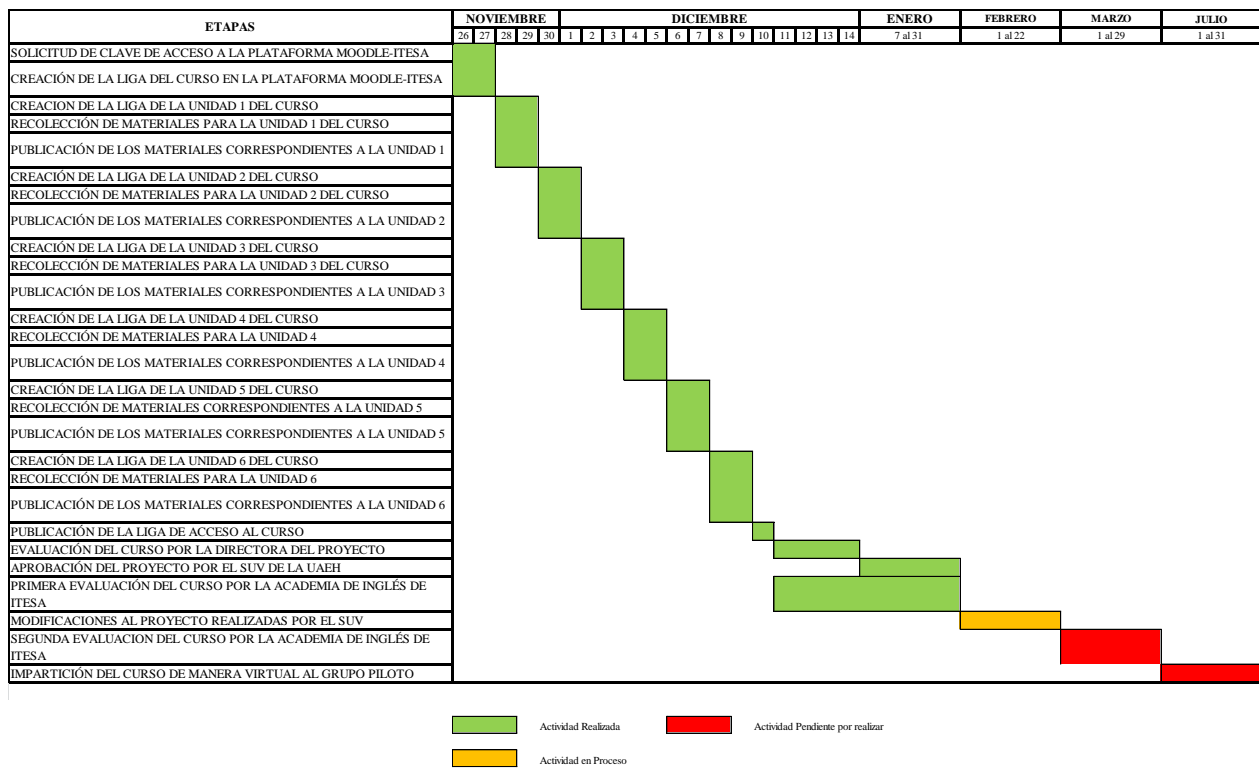 ETAPAS
NOVIEMBRE DICIEMBRE ENERO FEBRERO MARZO JULIO
26 27 28 29 30 1 2 3 4 5 6 7 8 9 10 11 12 13 14 7 al 31 1 al 22 1 al 29 1 al 31
SOLICITUD DE CLAVE DE ACCESO A LA PLATAFORMA MOODLE-ITESA
CREACIÓN DE LA LIGA DEL CURSO EN LA PLATAFORMA MOODLE-ITESA
CREACION DE LA LIGA DE LA UNIDAD 1 DEL CURSO
RECOLECCIÓN DE MATERIALES PARA LA UNIDAD 1 DEL CURSO
PUBLICACIÓN DE LOS MATERIALES CORRESPONDIENTES A LA UNIDAD 1
CREACIÓN DE LA LIGA DE LA UNIDAD 2 DEL CURSO
RECOLECCIÓN DE MATERIALES PARA LA UNIDAD 2 DEL CURSO
PUBLICACIÓN DE LOS MATERIALES CORRESPONDIENTES A LA UNIDAD 2
CREACIÓN DE LA LIGA DE LA UNIDAD 3 DEL CURSO
RECOLECCIÓN DE MATERIALES PARA LA UNIDAD 3 DEL CURSO
PUBLICACIÓN DE LOS MATERIALES CORRESPONDIENTES A LA UNIDAD 3
CREACIÓN DE LA LIGA DE LA UNIDAD 4 DEL CURSO
RECOLECCIÓN DE MATERIALES PARA LA UNIDAD 4
PUBLICACIÓN DE LOS MATERIALES CORRESPONDIENTES A LA UNIDAD 4
CREACIÓN DE LA LIGA DE LA UNIDAD 5 DEL CURSO
RECOLECCIÓN DE MATERIALES CORRESPONDIENTES A LA UNIDAD 5
PUBLICACIÓN DE LOS MATERIALES CORRESPONDIENTES A LA UNIDAD 5
CREACIÓN DE LA LIGA DE LA UNIDAD 6 DEL CURSO
RECOLECCIÓN DE MATERIALES PARA LA UNIDAD 6
PUBLICACIÓN DE LOS MATERIALES CORRESPONDIENTES A LA UNIDAD 6
PUBLICACIÓN DE LA LIGA DE ACCESO AL CURSO
EVALUACIÓN DEL CURSO POR LA DIRECTORA DEL PROYECTO
APROBACIÓN DEL PROYECTO POR EL SUV DE LA UAEH
PRIMERA EVALUACIÓN DEL CURSO POR LA ACADEMIA DE INGLÉS DE
ITESA
MODIFICACIONES AL PROYECTO REALIZADAS POR EL SUV
SEGUNDA EVALUACION DEL CURSO POR LA ACADEMIA DE INGLÉS DE
ITESA
IMPARTICIÓN DEL CURSO DE MANERA VIRTUAL AL GRUPO PILOTO
Actividad Realizada Actividad Pendiente por realizar
Actividad en Proceso